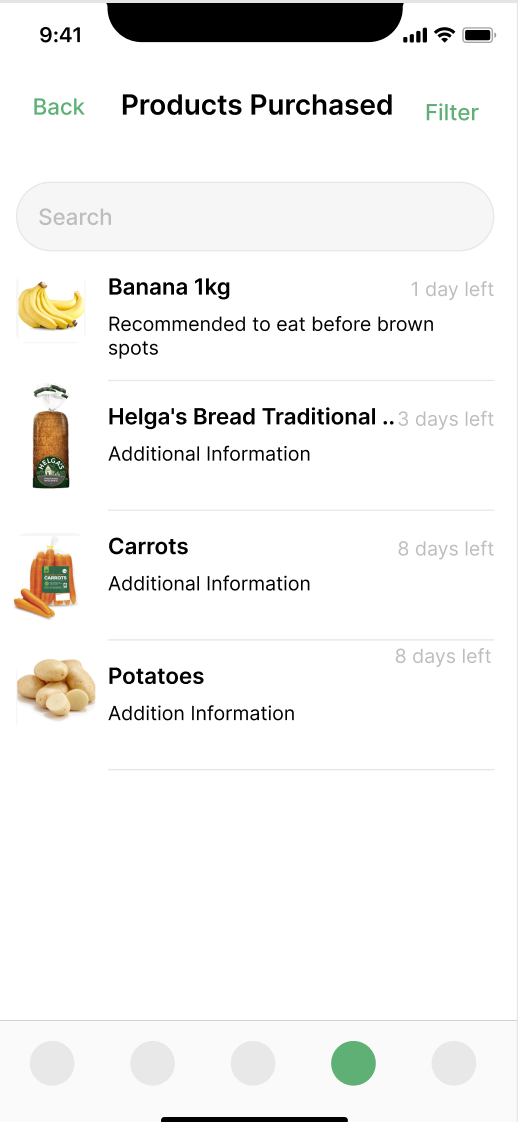 9:41
Back
Products Purchased
Filter
Search
Banana 1kg
1 day left
Recommended to eat before brown
spots
Helga's Bread Traditional ..
3 days left
Additional Information
HELGA'S
Carrots
8 days left
Additional Information
CARROTS
8 days left
Potatoes
Addition Information